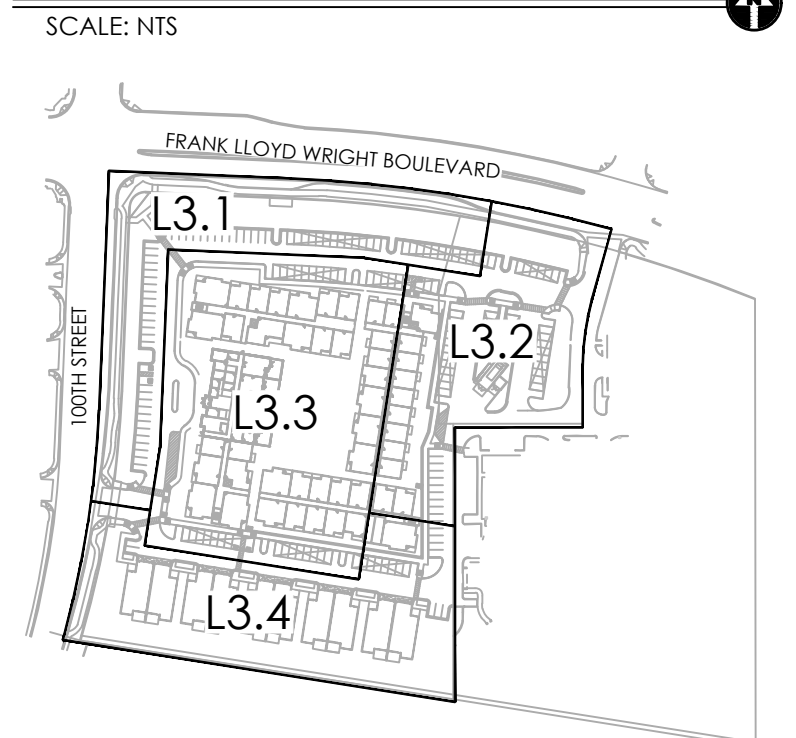 N
SCALE: NTS
FRANK LLOYD WRIGHT BOULEVARD
L3.1
L3.2
100TH STREET
L3.3
L3.4